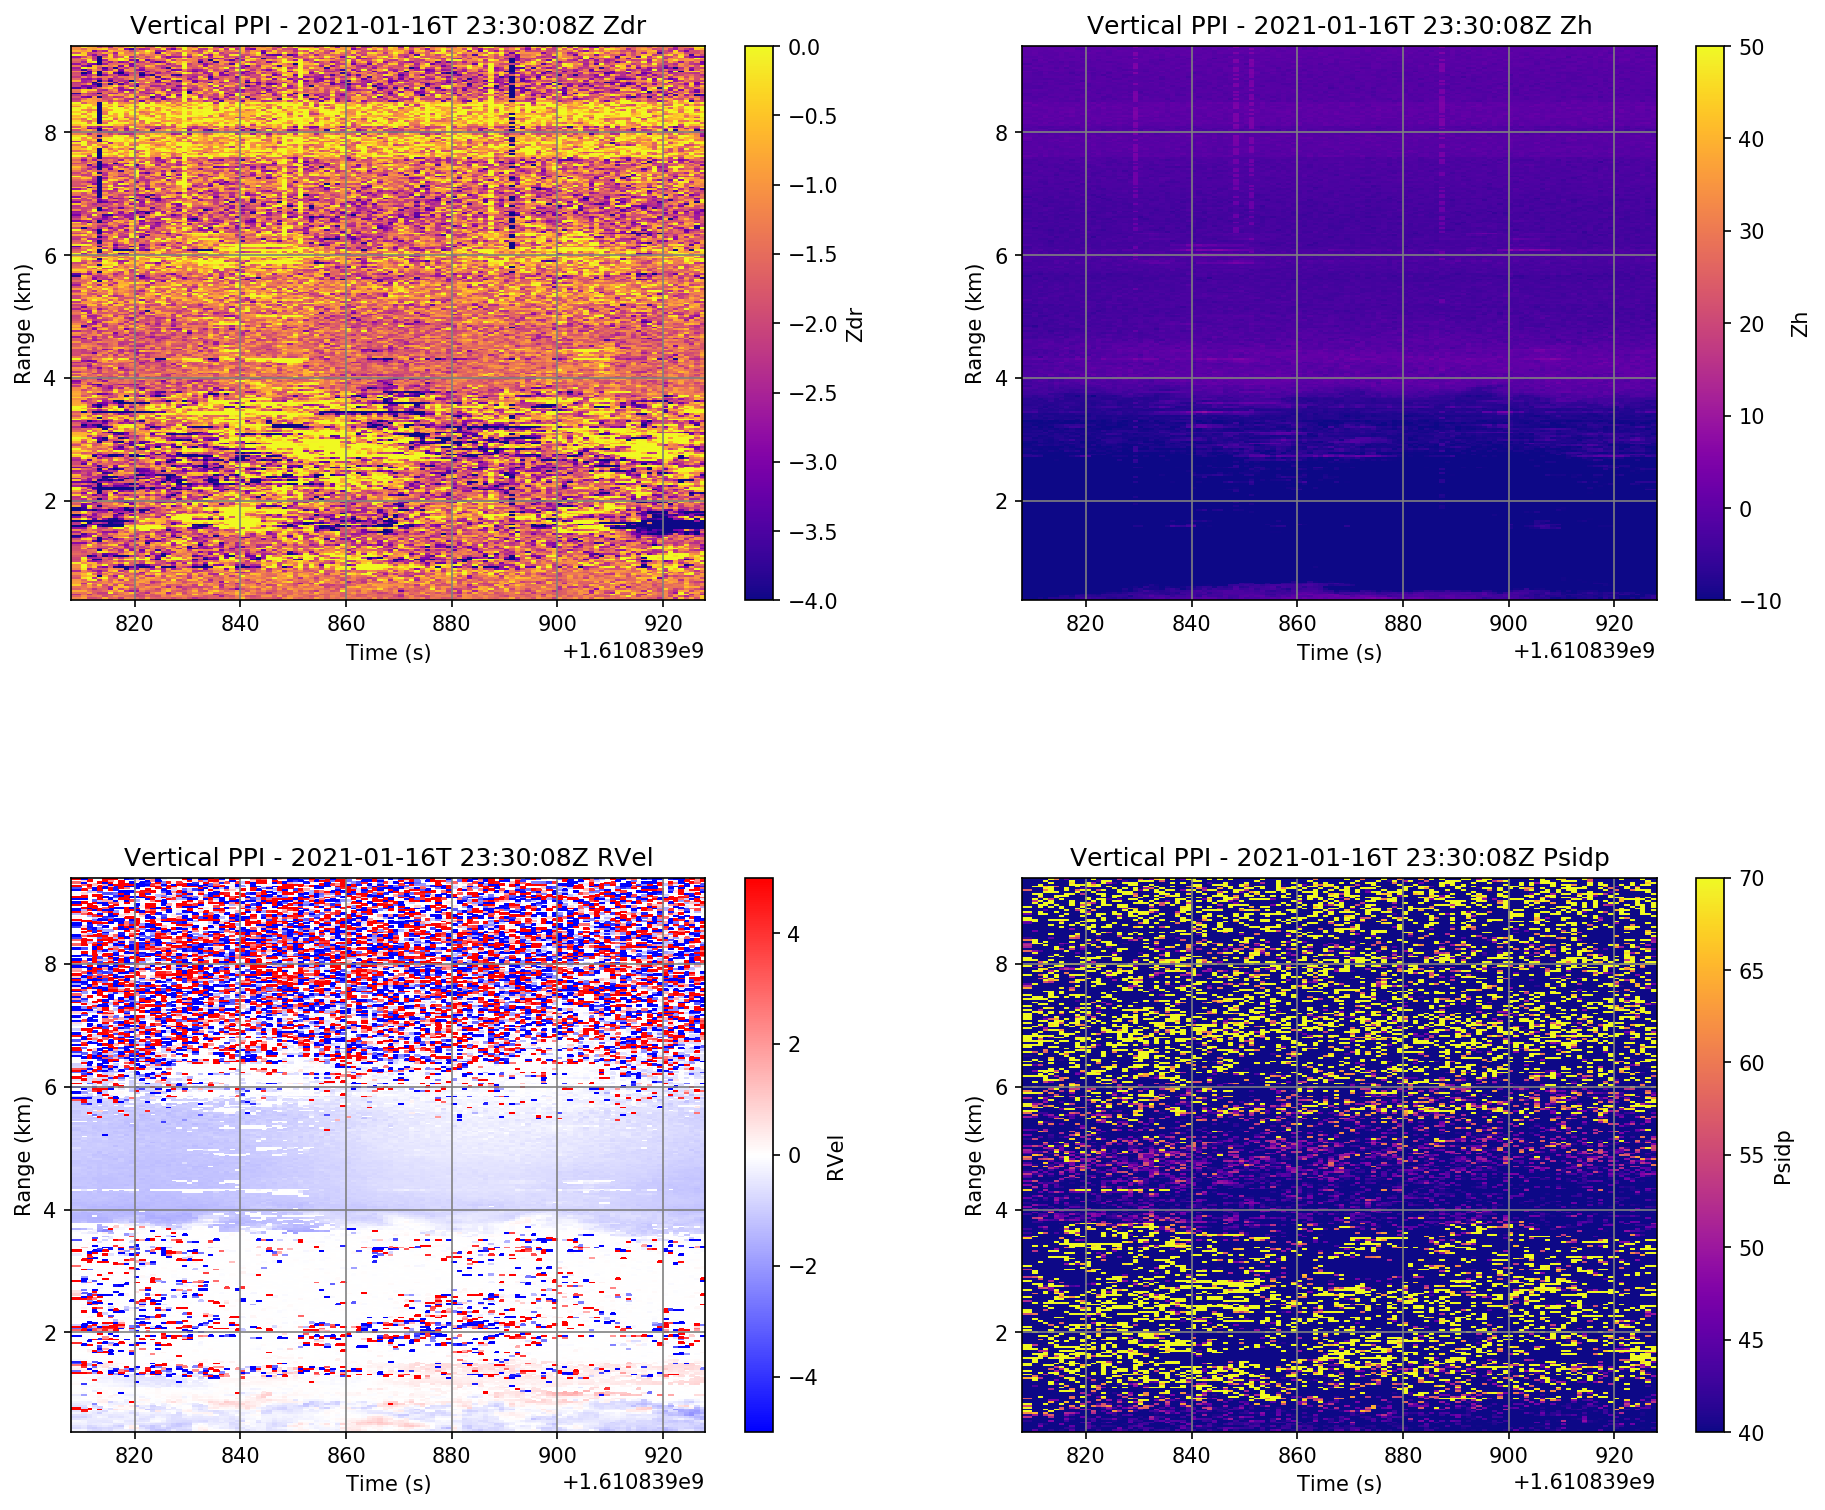 Vertical PPI - 2021-01-16T 23:30:08Z Zdr
0.0
−0.5
−1.0
−1.5
−2.0
−2.5
−3.0
−3.5
−4.0
Zdr
8
6
4
2
Range (km)
820 840 860 880 900 920
Time (s)
+1.610839e9
Vertical PPI - 2021-01-16T 23:30:08Z Zh
50
40
30
20
10
0
−10
Zh
8
6
4
2
Range (km)
820 840 860 880 900 920
Time (s)
+1.610839e9
Vertical PPI - 2021-01-16T 23:30:08Z RVel
4
2
0
−2
−4
RVel
8
6
4
2
Range (km)
820 840 860 880 900 920
Time (s)
+1.610839e9
Vertical PPI - 2021-01-16T 23:30:08Z Psidp
70
65
60
55
50
45
40
Psidp
8
6
4
2
Range (km)
820 840 860 880 900 920
Time (s)
+1.610839e9